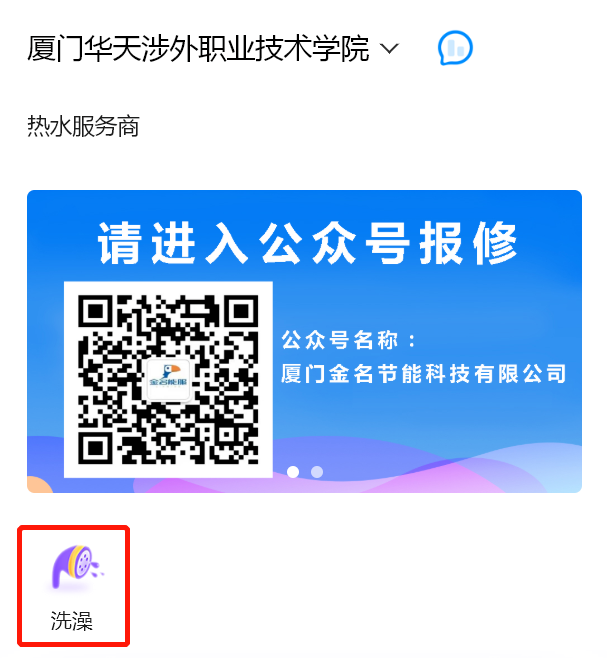 厦门华天涉外职业技术学院
热水服务商
请进入公众号报修
公众号名称：
厦门金名节能科技有限公司
金名能服
洗澡